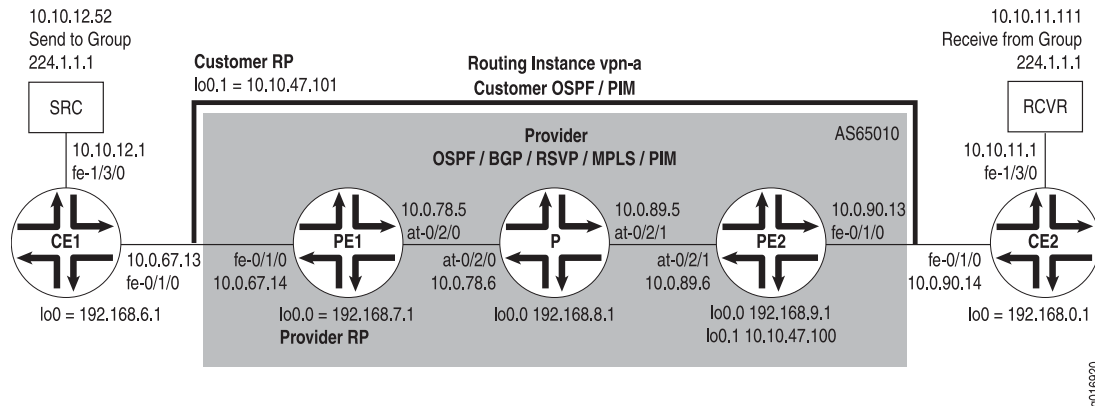 10.10.12.52
Send to Group
224.1.1.1
SRC
10.10.12.1
fe-1/3/0
Customer RP
lo0.1 = 10.10.47.101
Routing Instance vpn-a
Customer OSPF / PIM
10.10.11.111
Receive from Group
224.1.1.1
RCVR
10.10.11.1
fe-1/3/0
Provider
OSPF / BGP / RSVP / MPLS / PIM
AS65010
CE1
10.0.67.13
fe-0/1/0
lo0 = 192.168.6.1
fe-0/1/0
10.0.67.14
PE1
10.0.78.5
at-0/2/0
lo0.0 = 192.168.7.1
Provider RP
at-0/2/0
10.0.78.6
P
10.0.89.5
at-0/2/1
lo0.0 192.168.8.1
at-0/2/1
10.0.89.6
PE2
10.0.90.13
fe-0/1/0
lo0.0 192.168.9.1
lo0.1 10.10.47.100
fe-0/1/0
10.0.90.14
CE2
lo0 = 192.168.0.1
g016920